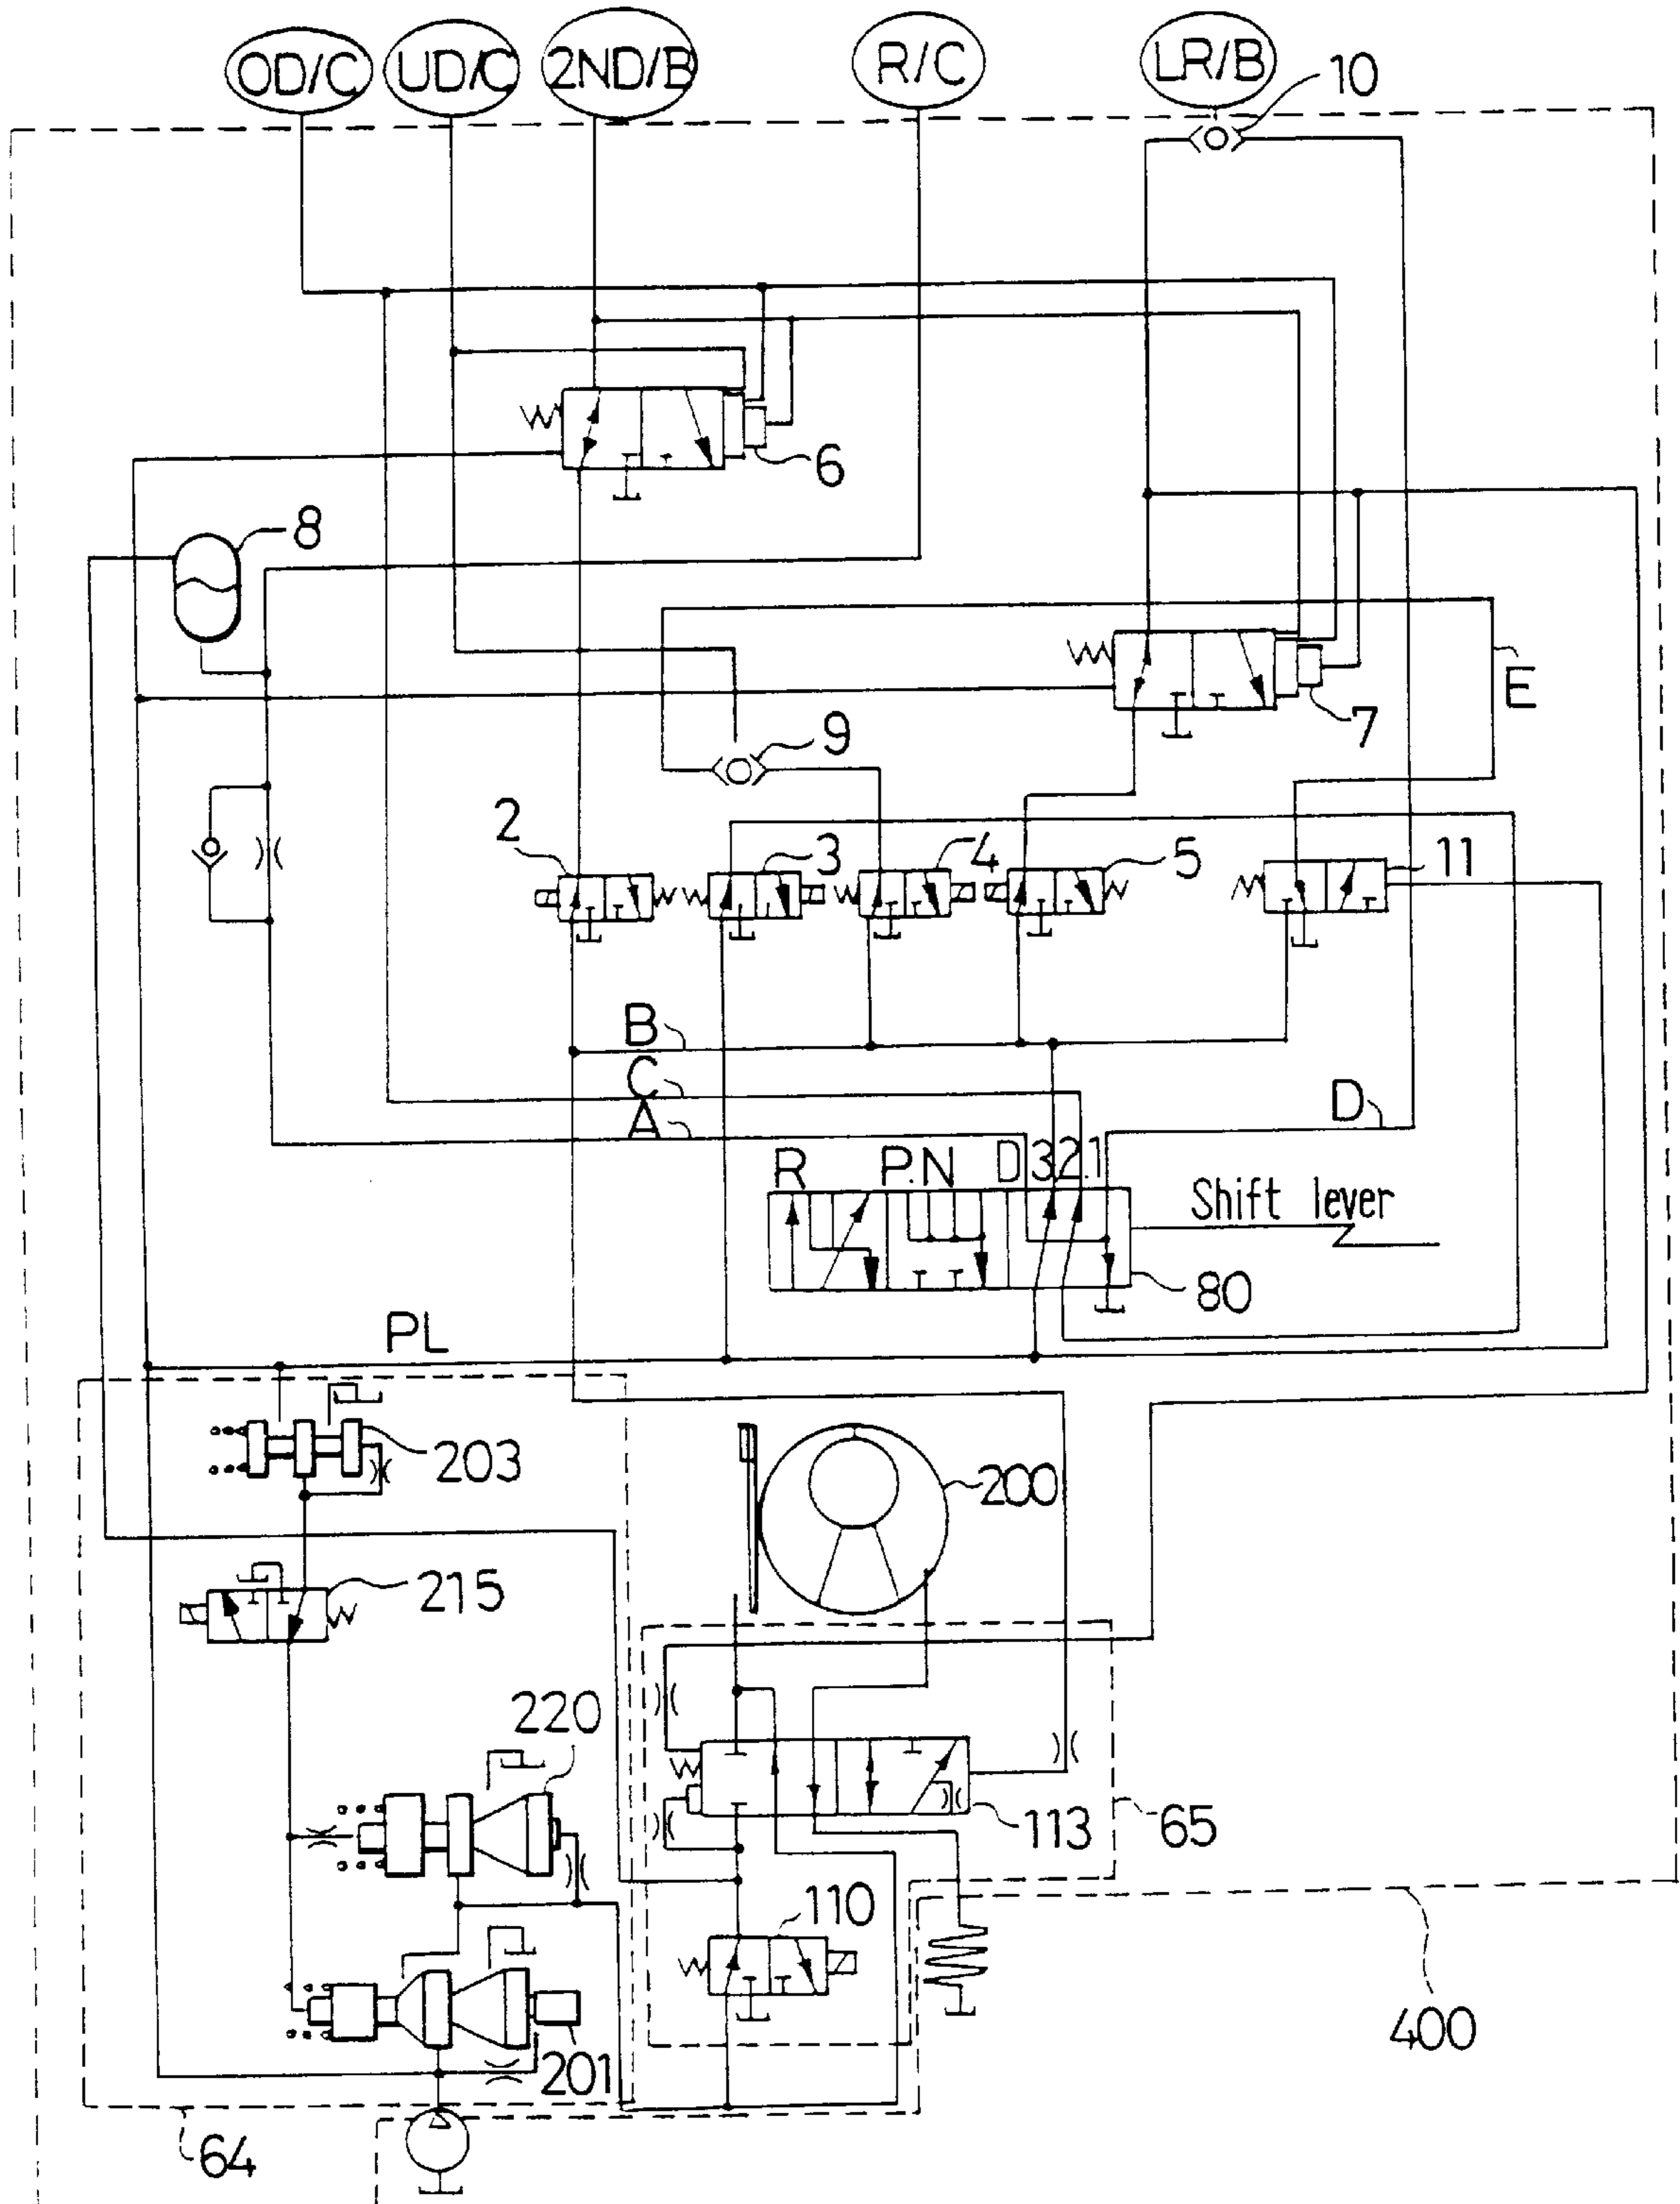 OD/C UD/C 2ND/B R/C LR/B
10
6
8
E
7
9
2 3 4 5 11
B
C
A
D
R P.N D 3.2.1
Shift lever
80
PL
203
200
215
220
113
65
110
201
400
64